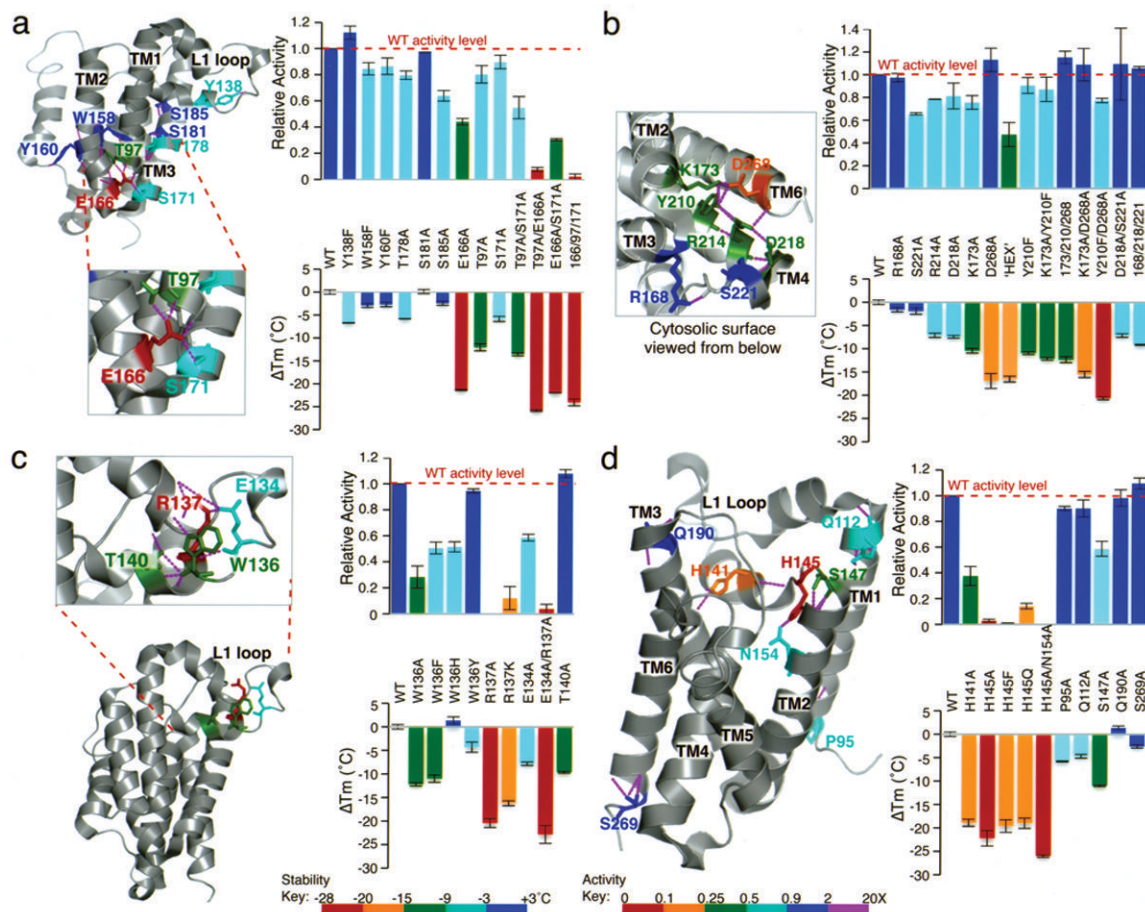 a
TM1
L1 loop
TM2
Y138
W158
S185
S181
Y160
T97
T178
TM3
E166
S171
T97
E166
S171
Relative Activity
1.2
1.0
0.8
0.6
0.4
0.2
0
WT activity level
WT
Y138F
W158F
Y160F
T178A
S181A
S185A
E166A
T97A
S171A
T97A/S171A
T97A/E166A
E166A/S171A
166/97/171
ΔTm (°C)
5
0
-5
-10
-15
-20
-25
-30
b
TM2
K173
D268
TM6
Y210
TM3
R214
D218
TM4
R168
S221
Cytosolic surface
viewed from below
Relative Activity
1.4
1.2
1.0
0.8
0.6
0.4
0.2
0
WT activity level
WT
R168A
S221A
R214A
D218A
K173A
D268A
'HEX'
Y210F
K173A/Y210F
173/210/268
K173A/D268A
Y210F/D268A
D218A/S221A
168/218/221
ΔTm (°C)
5
0
-5
-10
-15
-20
-25
-30
c
E134
R137
T140
W136
L1 loop
Relative Activity
1.2
1.0
0.8
0.6
0.4
0.2
0
WT activity level
WT
W136A
W136F
W136H
W136Y
R137A
R137K
E134A
E134A/R137A
T140A
ΔTm (°C)
5
0
-5
-10
-15
-20
-25
-30
d
L1 Loop
TM3
Q190
Q112
H141
H145
S147
TM1
N154
TM6
TM2
TM5
TM4
P95
S269
Relative Activity
1.2
1.0
0.8
0.6
0.4
0.2
0
WT activity level
WT
H141A
H145A
H145F
H145Q
H145A/N154A
P95A
Q112A
S147A
Q190A
S269A
ΔTm (°C)
5
0
-5
-10
-15
-20
-25
-30
Stability
Key:
-28 -20 -15 -9 -5 -3 +3°C
Activity
Key:
0 0.1 0.25 0.5 0.9 2 20X